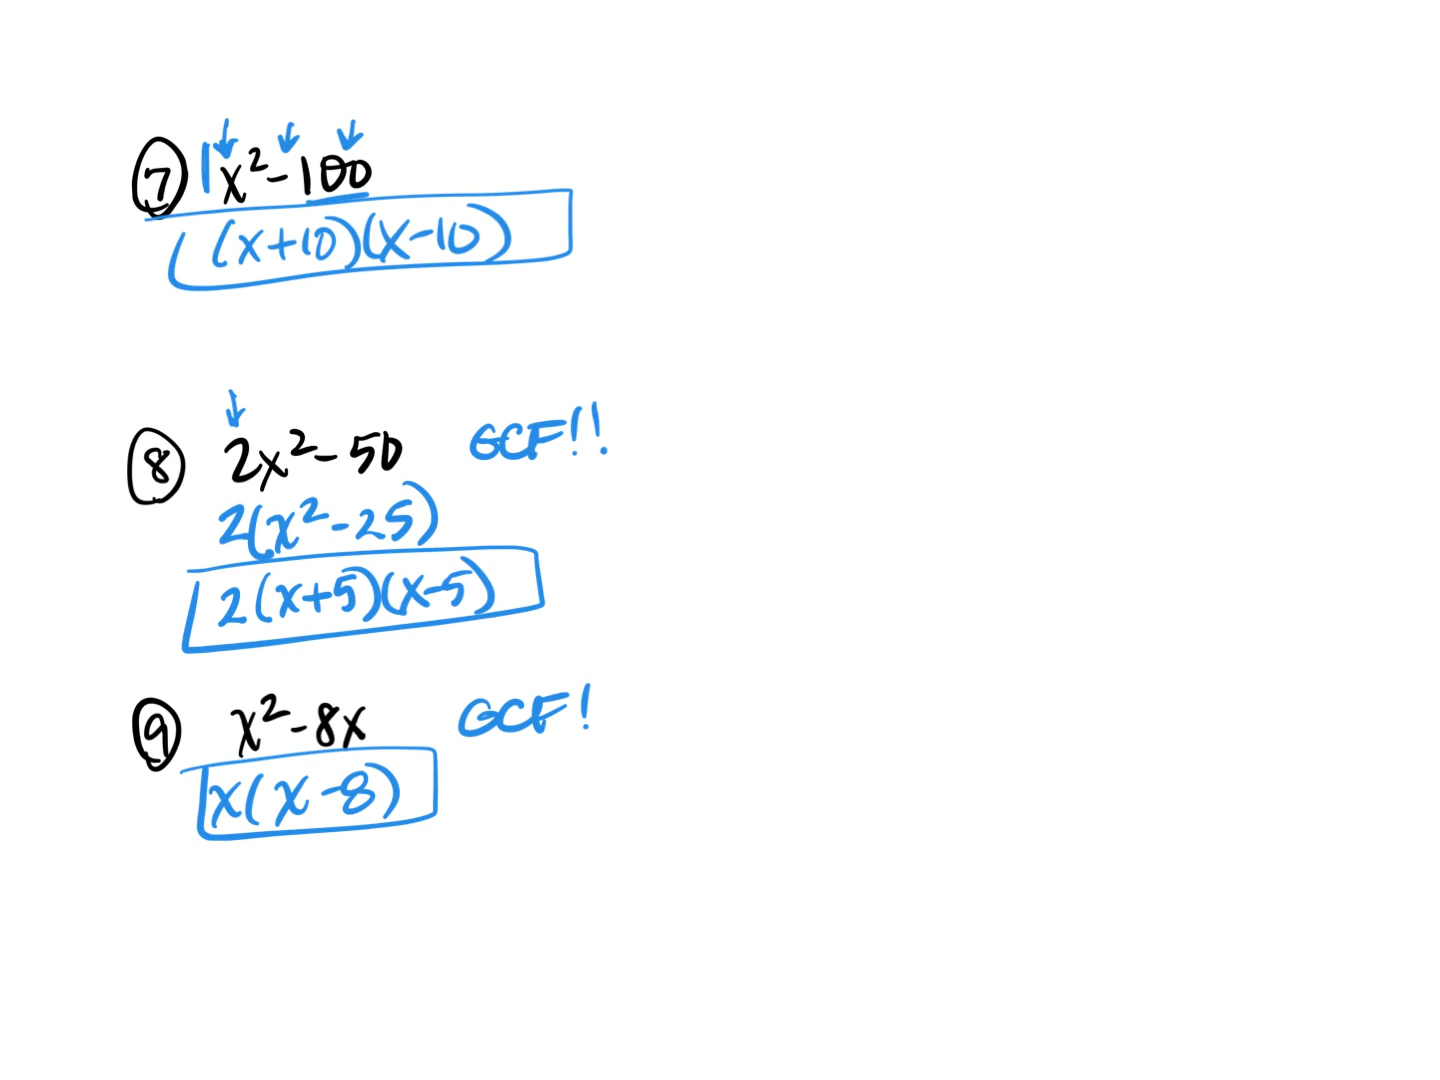 ⑦ 1x² - 100
(x+10)(x-10)
⑧ 2x² - 50 GCF!!
2(x² - 25)
2(x+5)(x-5)
⑨ x² - 8x GCF!
x(x - 8)